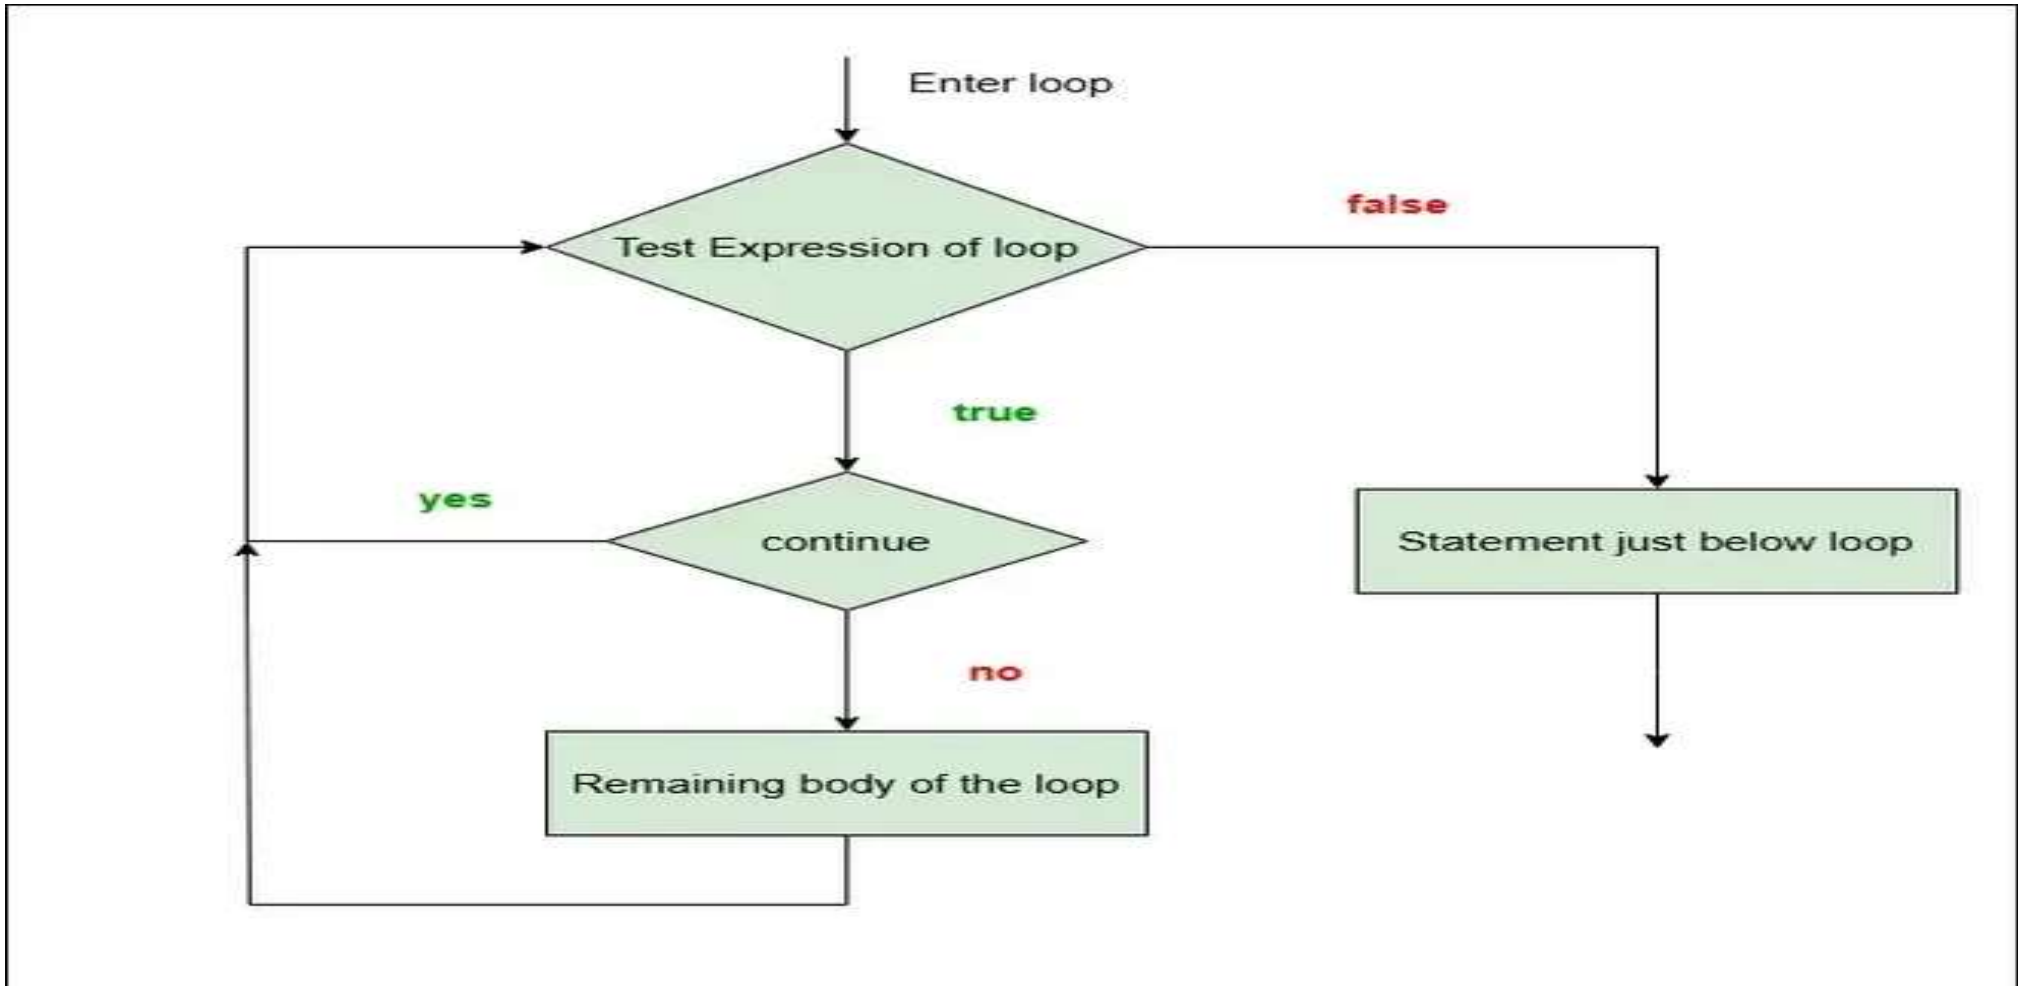 Enter loop
false
Test Expression of loop
true
yes
continue
Statement just below loop
no
Remaining body of the loop